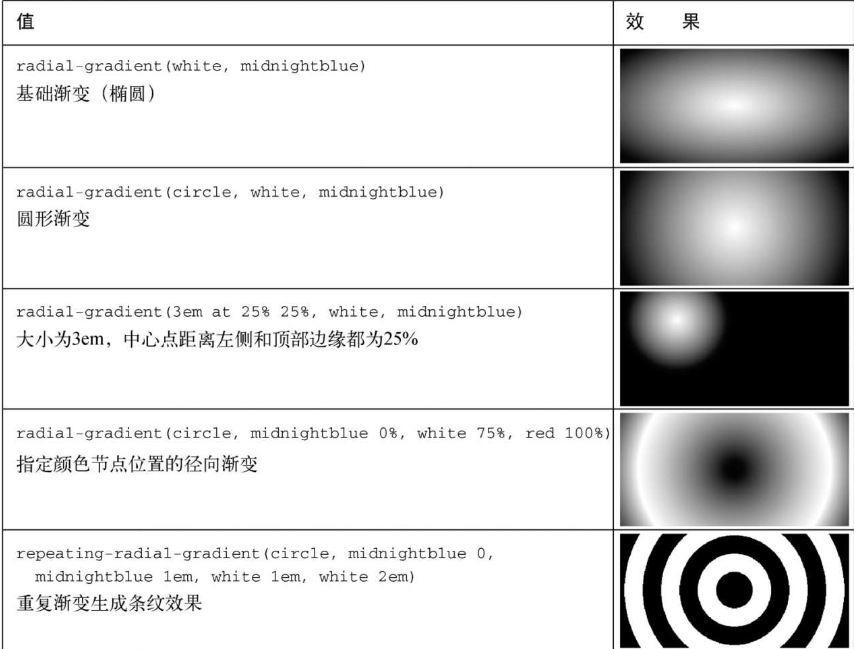 值
效 果
radial-gradient(white, midnightblue)
基础渐变（椭圆）
radial-gradient(circle, white, midnightblue)
圆形渐变
radial-gradient(3em at 25% 25%, white, midnightblue)
大小为3em，中心点距离左侧和顶部边缘都为25%
radial-gradient(circle, midnightblue 0%, white 75%, red 100%)
指定颜色节点位置的径向渐变
repeating-radial-gradient(circle, midnightblue 0,
midnightblue 1em, white 1em, white 2em)
重复渐变生成条纹效果